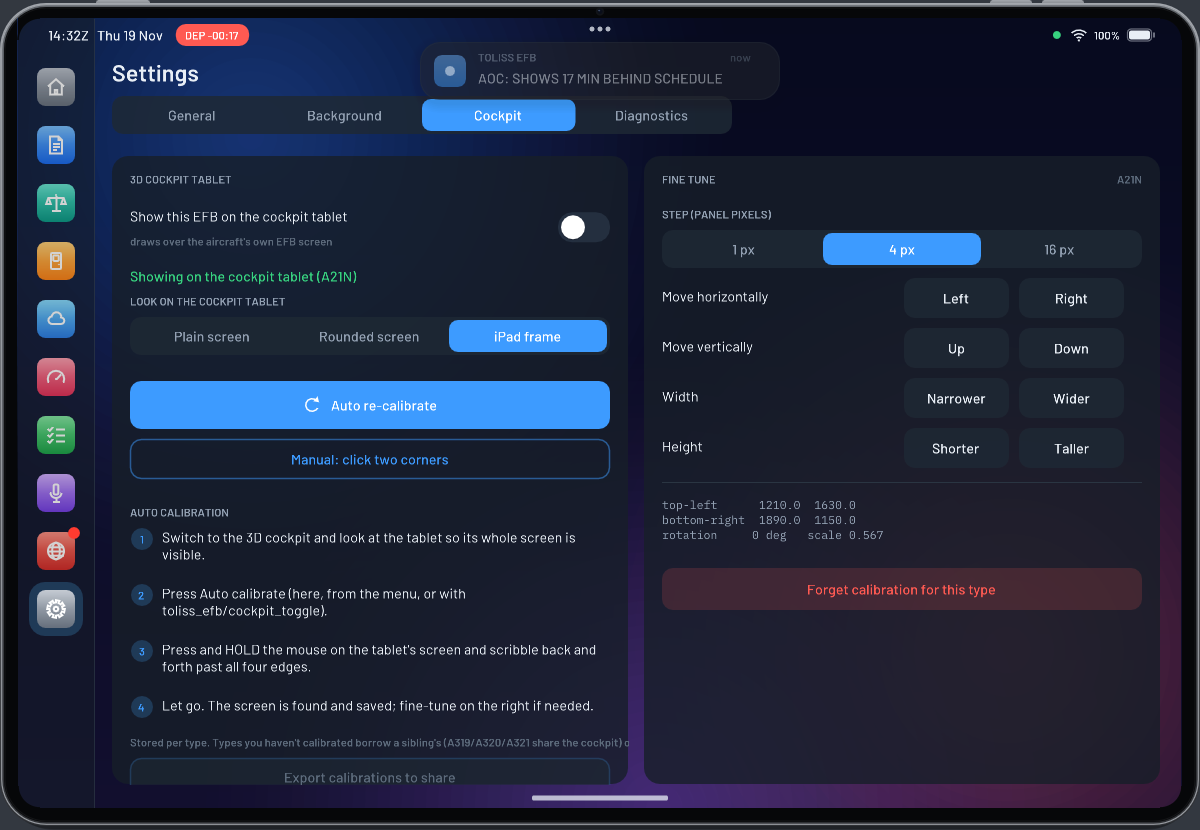 14:32Z Thu 19 Nov DEP -00:17
100%
TOLISS EFB now
AOC: SHOWS 17 MIN BEHIND SCHEDULE
Settings
General Background Cockpit Diagnostics
3D COCKPIT TABLET
Show this EFB on the cockpit tablet
draws over the aircraft's own EFB screen
Showing on the cockpit tablet (A21N)
LOOK ON THE COCKPIT TABLET
Plain screen Rounded screen iPad frame
Auto re-calibrate
Manual: click two corners
AUTO CALIBRATION
1 Switch to the 3D cockpit and look at the tablet so its whole screen is
visible.
2 Press Auto calibrate (here, from the menu, or with
toliss_efb/cockpit_toggle).
3 Press and HOLD the mouse on the tablet's screen and scribble back and
forth past all four edges.
4 Let go. The screen is found and saved; fine-tune on the right if needed.
Stored per type. Types you haven't calibrated borrow a sibling's (A319/A320/A321 share the cockpit)
Export calibrations to share
FINE TUNE A21N
STEP (PANEL PIXELS)
1 px 4 px 16 px
Move horizontally Left Right
Move vertically Up Down
Width Narrower Wider
Height Shorter Taller
top-left 1210.0 1630.0
bottom-right 1890.0 1150.0
rotation 0 deg scale 0.567
Forget calibration for this type